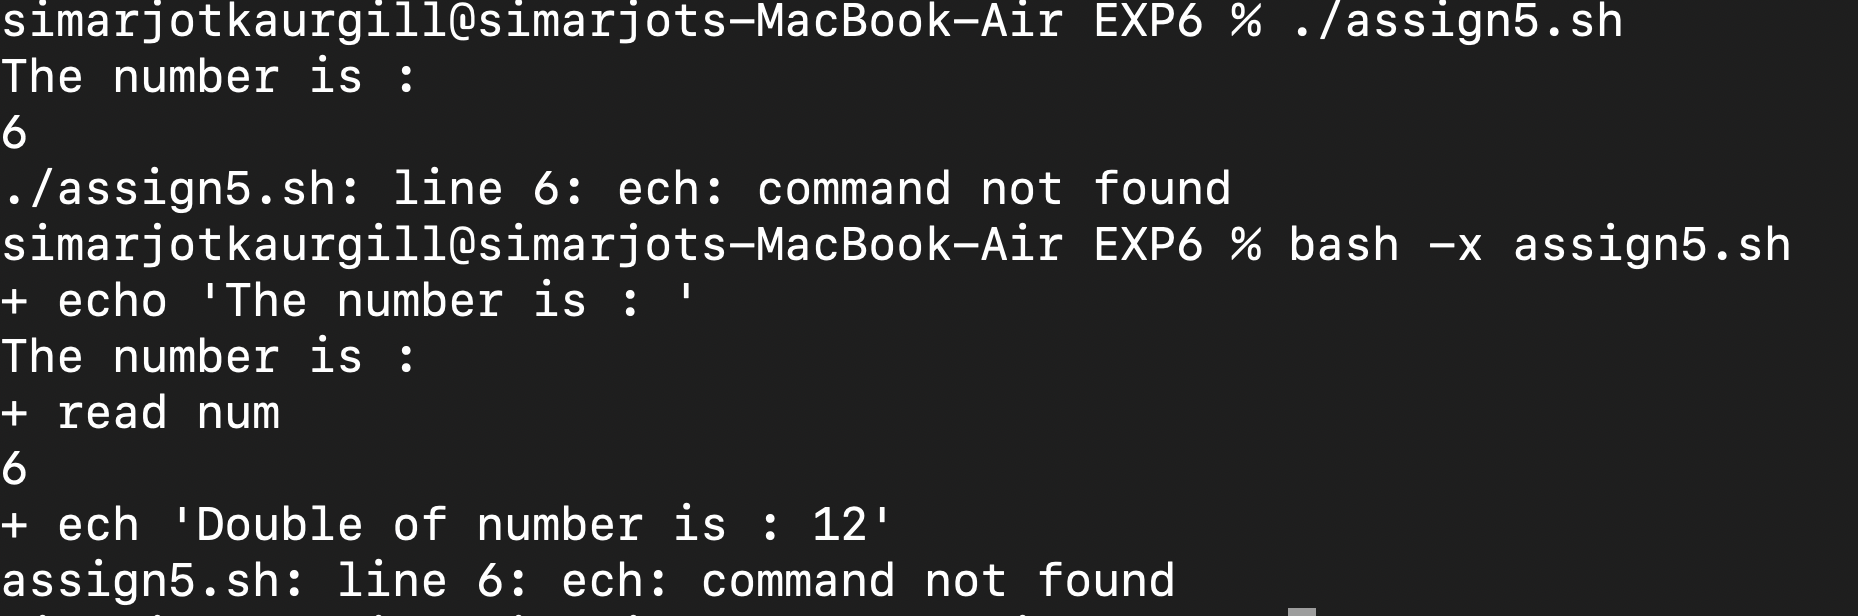 simarjotkaurgill@simarjots-MacBook-Air EXP6 % ./assign5.sh
The number is :
6
./assign5.sh: line 6: ech: command not found
simarjotkaurgill@simarjots-MacBook-Air EXP6 % bash -x assign5.sh
+ echo 'The number is : '
The number is :
+ read num
6
+ ech 'Double of number is : 12'
assign5.sh: line 6: ech: command not found